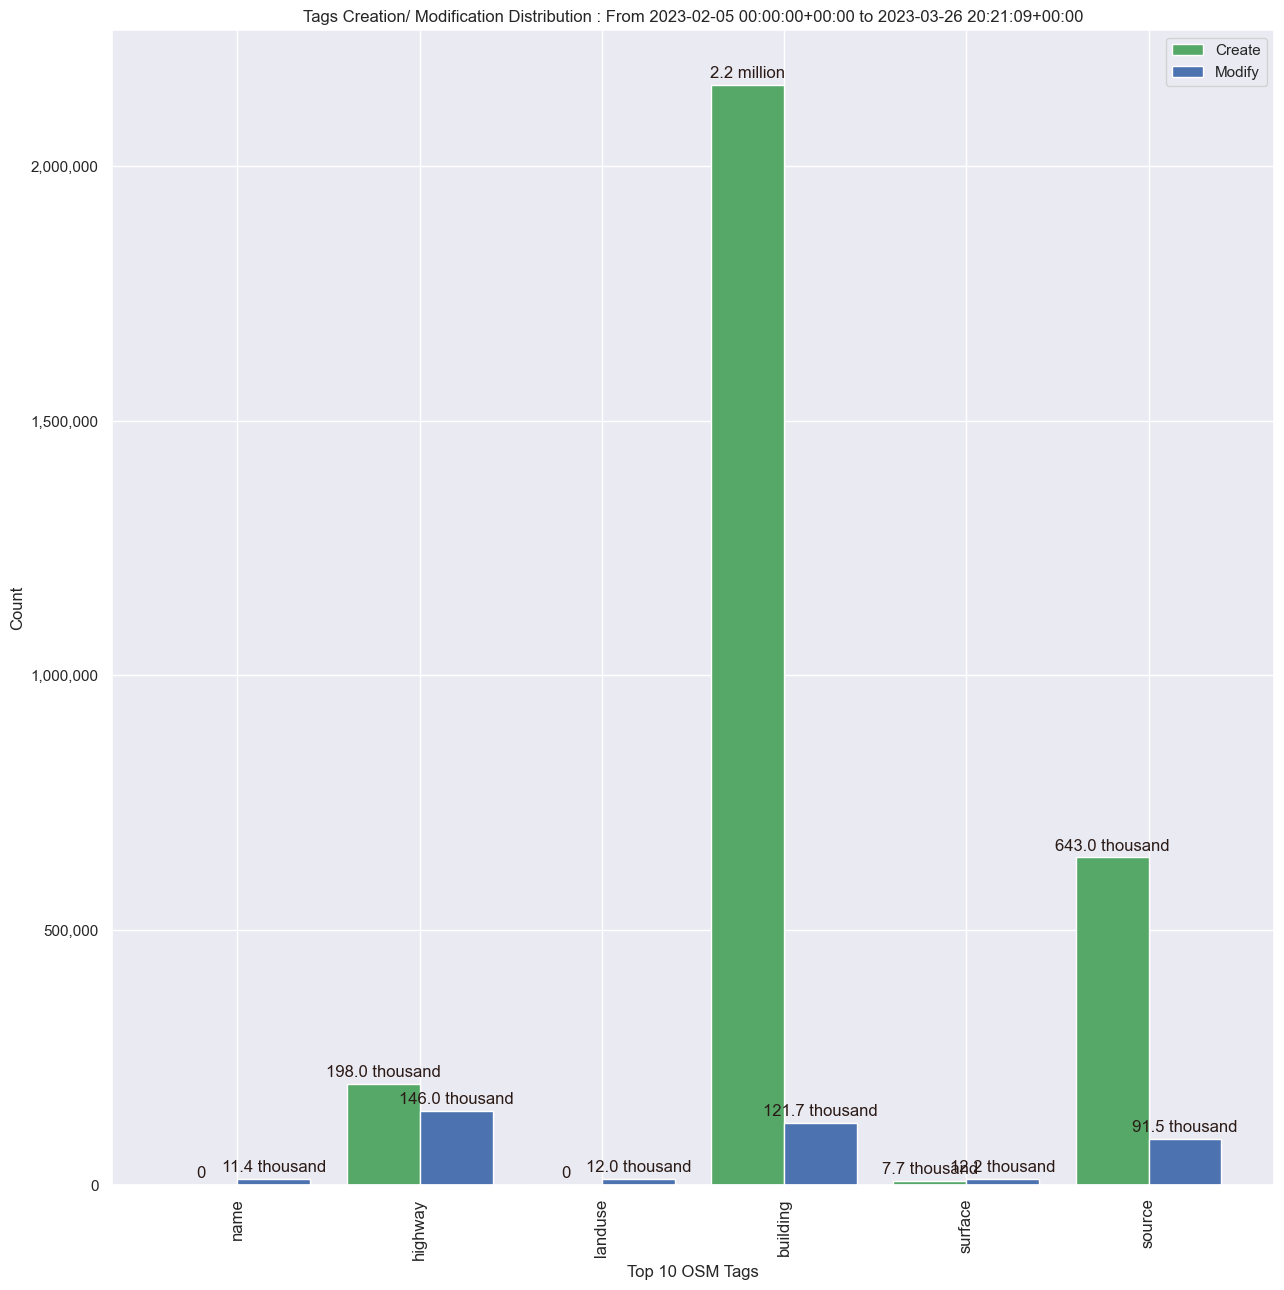 Tags Creation/ Modification Distribution : From 2023-02-05 00:00:00+00:00 to 2023-03-26 20:21:09+00:00
Create
Modify
2.2 million
2,000,000
1,500,000
1,000,000
643.0 thousand
500,000
198.0 thousand
146.0 thousand
121.7 thousand
91.5 thousand
0
11.4 thousand
0
12.0 thousand
7.7 thousand
12.2 thousand
0
Count
name
highway
landuse
building
surface
source
Top 10 OSM Tags